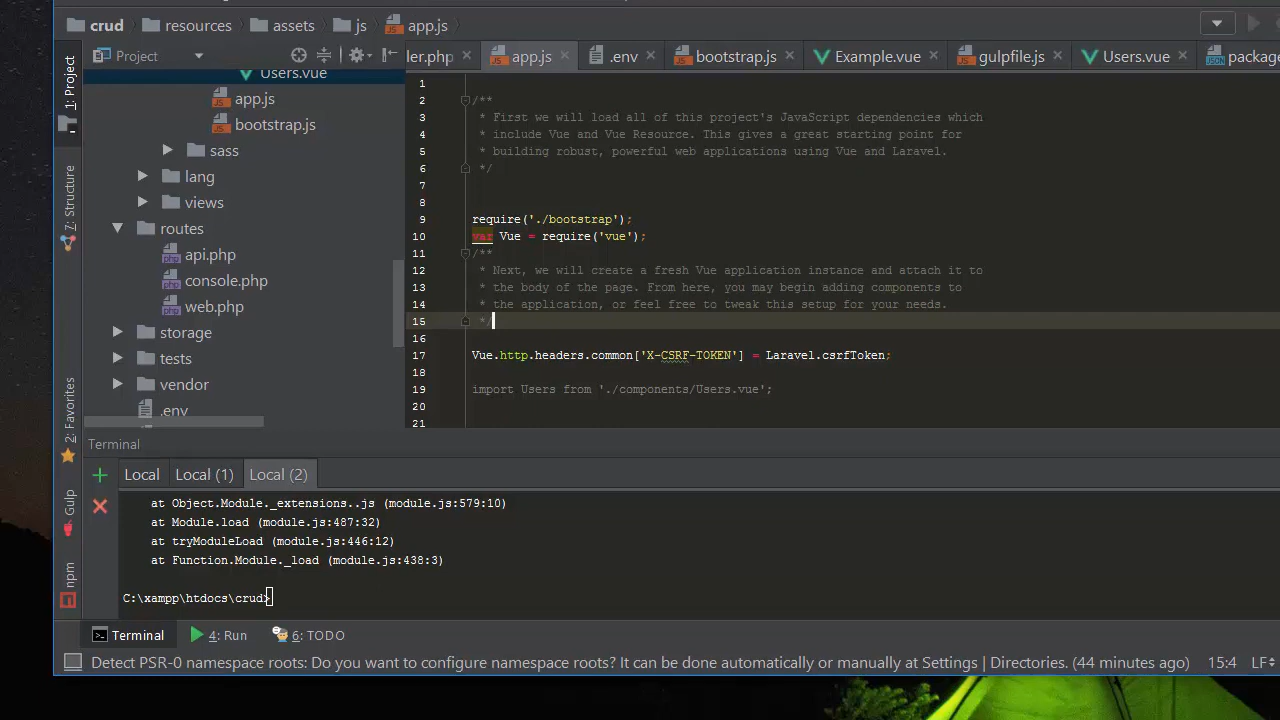 crud resources assets js app.js
Project
ler.php app.js .env bootstrap.js Example.vue gulpfile.js Users.vue package
1: Project
7: Structure
2: Favorites
Gulp
npm
Users.vue
app.js
bootstrap.js
sass
lang
views
routes
api.php
console.php
web.php
storage
tests
vendor
.env
1
2 /**
3 * First we will load all of this project's JavaScript dependencies which
4 * include Vue and Vue Resource. This gives a great starting point for
5 * building robust, powerful web applications using Vue and Laravel.
6 */
7
8
9 require('./bootstrap');
10 var Vue = require('vue');
11 /**
12 * Next, we will create a fresh Vue application instance and attach it to
13 * the body of the page. From here, you may begin adding components to
14 * the application, or feel free to tweak this setup for your needs.
15 */
16
17 Vue.http.headers.common['X-CSRF-TOKEN'] = Laravel.csrfToken;
18
19 import Users from './components/Users.vue';
20
21
Terminal
Local Local (1) Local (2)
at Object.Module._extensions..js (module.js:579:10)
at Module.load (module.js:487:32)
at tryModuleLoad (module.js:446:12)
at Function.Module._load (module.js:438:3)
C:\xampp\htdocs\crud>
Terminal 4: Run 6: TODO
Detect PSR-0 namespace roots: Do you want to configure namespace roots? It can be done automatically or manually at Settings | Directories. (44 minutes ago) 15:4 LF